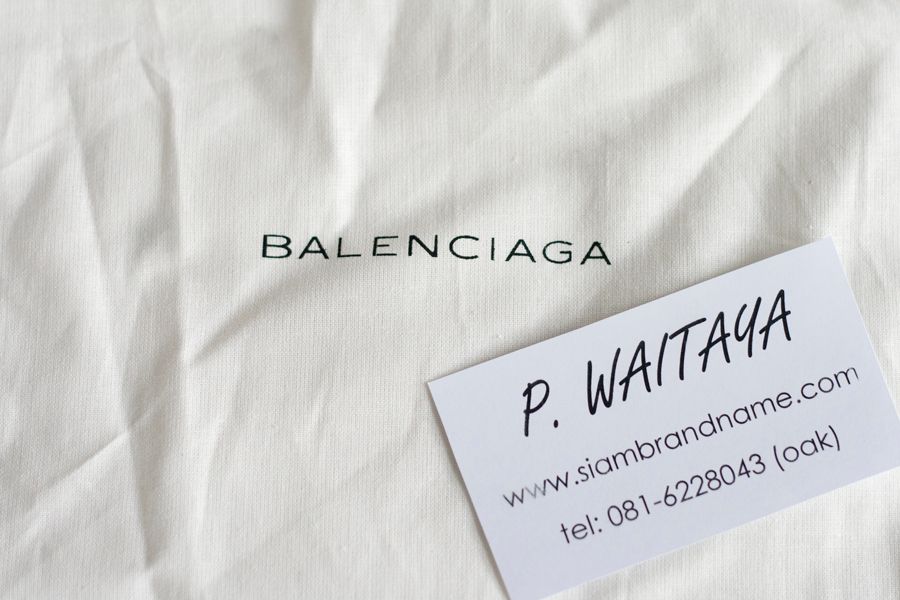 BALENCIAGA
P. WAITAYA
www.siambrandname.com
tel: 081-6228043 (oak)